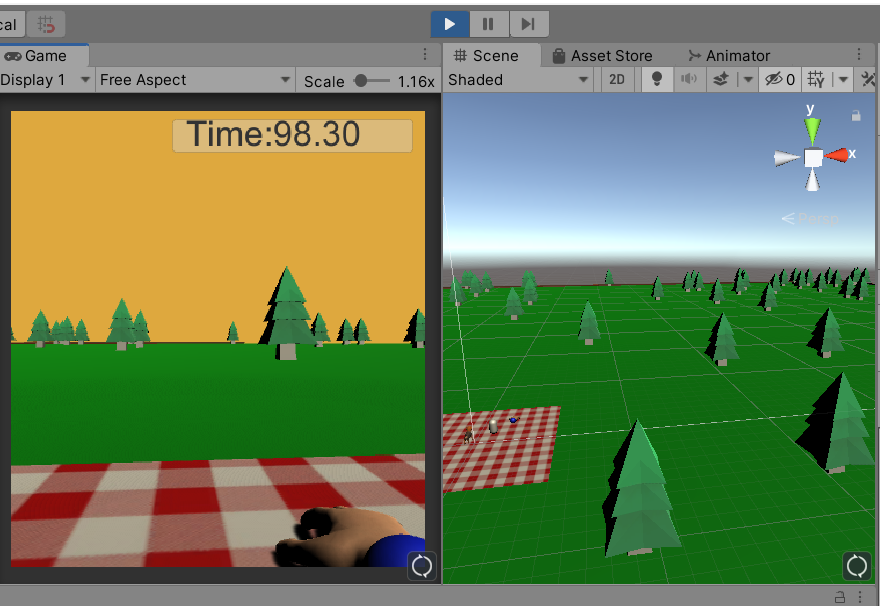 cal
Game
Display 1 Free Aspect Scale 1.16x
Time:98.30
Scene Asset Store Animator
Shaded 2D 0
y
x
Persp